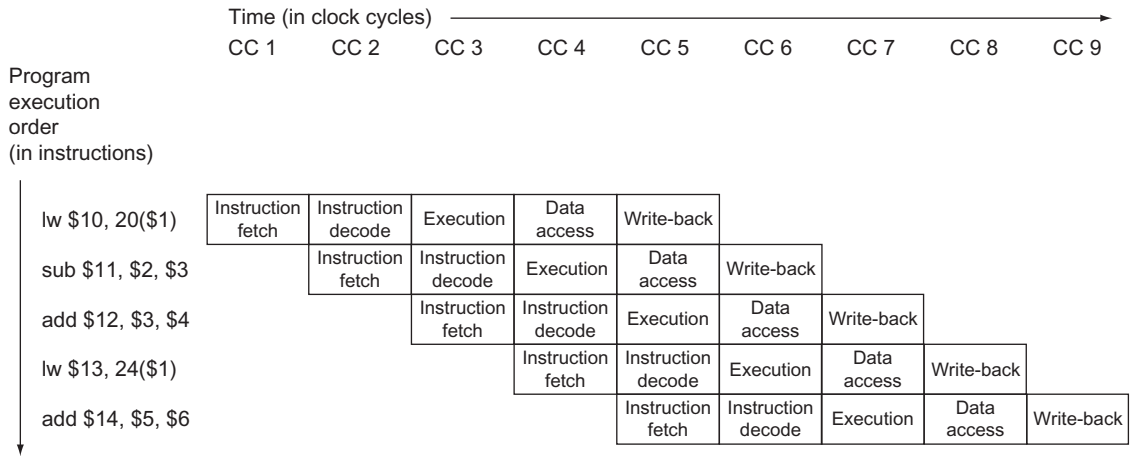 Time (in clock cycles)
CC 1 CC 2 CC 3 CC 4 CC 5 CC 6 CC 7 CC 8 CC 9
Program
execution
order
(in instructions)
lw $10, 20($1)
Instruction
fetch
Instruction
decode
Execution
Data
access
Write-back
sub $11, $2, $3
Instruction
fetch
Instruction
decode
Execution
Data
access
Write-back
add $12, $3, $4
Instruction
fetch
Instruction
decode
Execution
Data
access
Write-back
lw $13, 24($1)
Instruction
fetch
Instruction
decode
Execution
Data
access
Write-back
add $14, $5, $6
Instruction
fetch
Instruction
decode
Execution
Data
access
Write-back